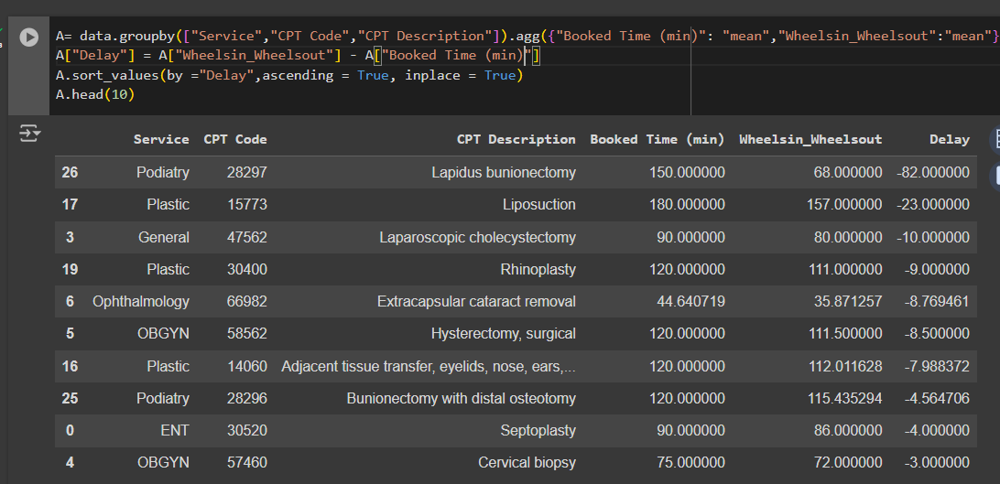 A= data.groupby(["Service","CPT Code","CPT Description"]).agg({"Booked Time (min)": "mean","Wheelsin_Wheelsout":"mean"}
A["Delay"] = A["Wheelsin_Wheelsout"] - A["Booked Time (min)"]
A.sort_values(by ="Delay",ascending = True, inplace = True)
A.head(10)
Service CPT Code CPT Description Booked Time (min) Wheelsin_Wheelsout Delay
26 Podiatry 28297 Lapidus bunionectomy 150.000000 68.000000 -82.000000
17 Plastic 15773 Liposuction 180.000000 157.000000 -23.000000
3 General 47562 Laparoscopic cholecystectomy 90.000000 80.000000 -10.000000
19 Plastic 30400 Rhinoplasty 120.000000 111.000000 -9.000000
6 Ophthalmology 66982 Extracapsular cataract removal 44.640719 35.871257 -8.769461
5 OBGYN 58562 Hysterectomy, surgical 120.000000 111.500000 -8.500000
16 Plastic 14060 Adjacent tissue transfer, eyelids, nose, ears,... 120.000000 112.011628 -7.988372
25 Podiatry 28296 Bunionectomy with distal osteotomy 120.000000 115.435294 -4.564706
0 ENT 30520 Septoplasty 90.000000 86.000000 -4.000000
4 OBGYN 57460 Cervical biopsy 75.000000 72.000000 -3.000000